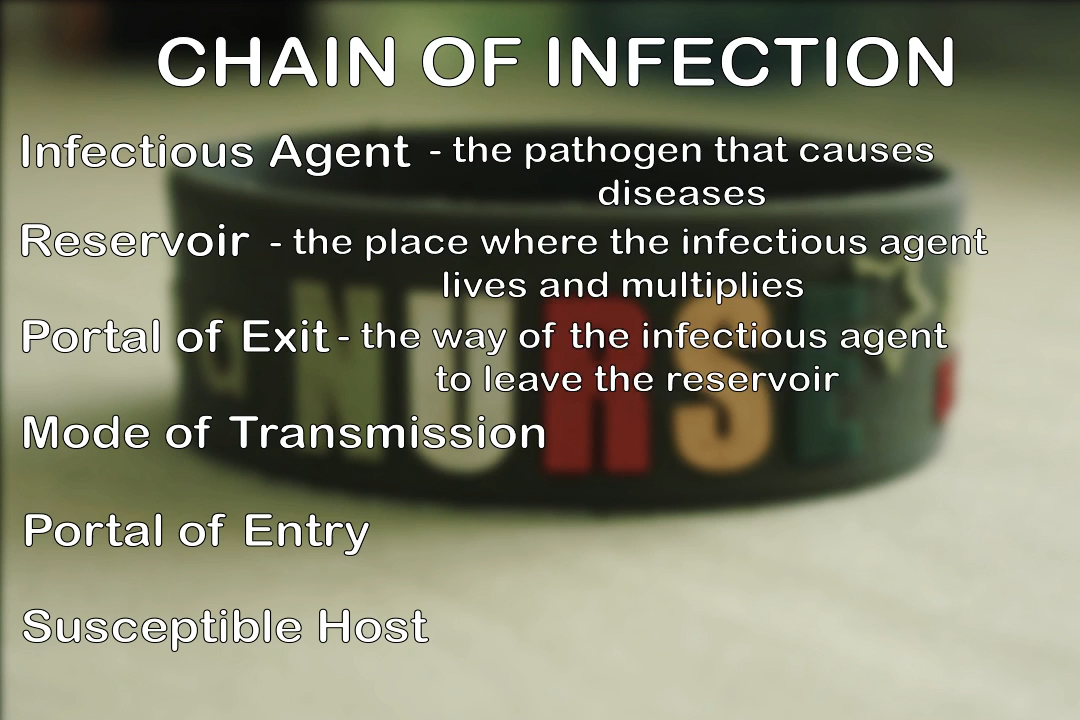 CHAIN OF INFECTION
Infectious Agent - the pathogen that causes
diseases
Reservoir - the place where the infectious agent
lives and multiplies
Portal of Exit - the way of the infectious agent
to leave the reservoir
NURSE
Mode of Transmission
Portal of Entry
Susceptible Host